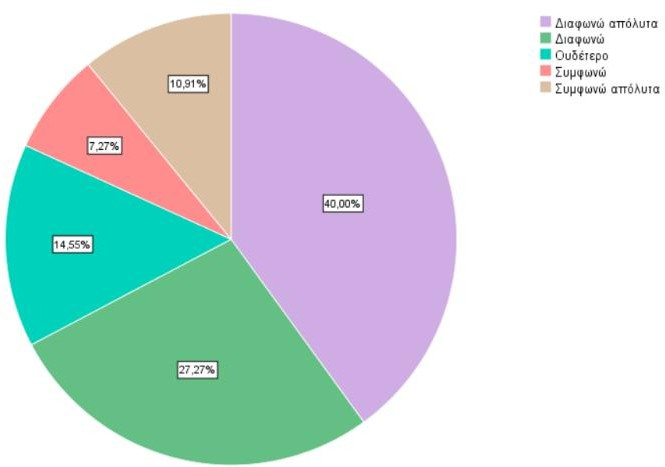 Διαφωνώ απόλυτα
Διαφωνώ
Ουδέτερο
Συμφωνώ
Συμφωνώ απόλυτα
10,91%
7,27%
40,00%
14,55%
27,27%